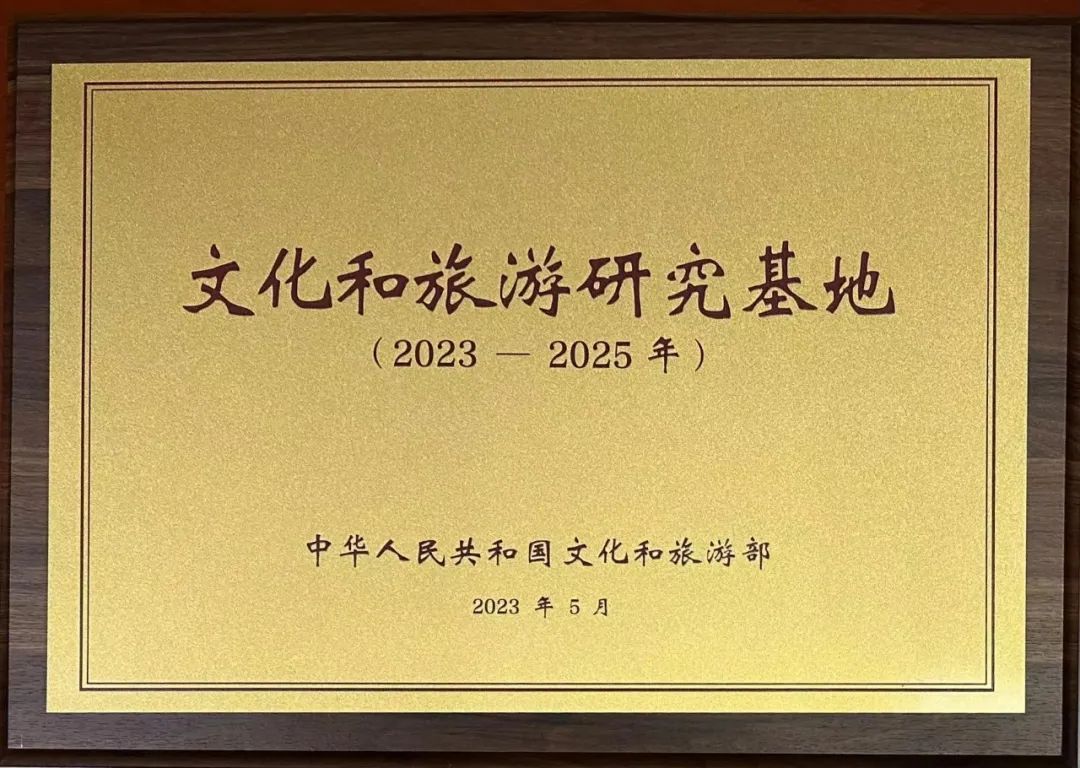 文化和旅游研究基地
（2023 — 2025 年）
中华人民共和国文化和旅游部
2023 年 5 月